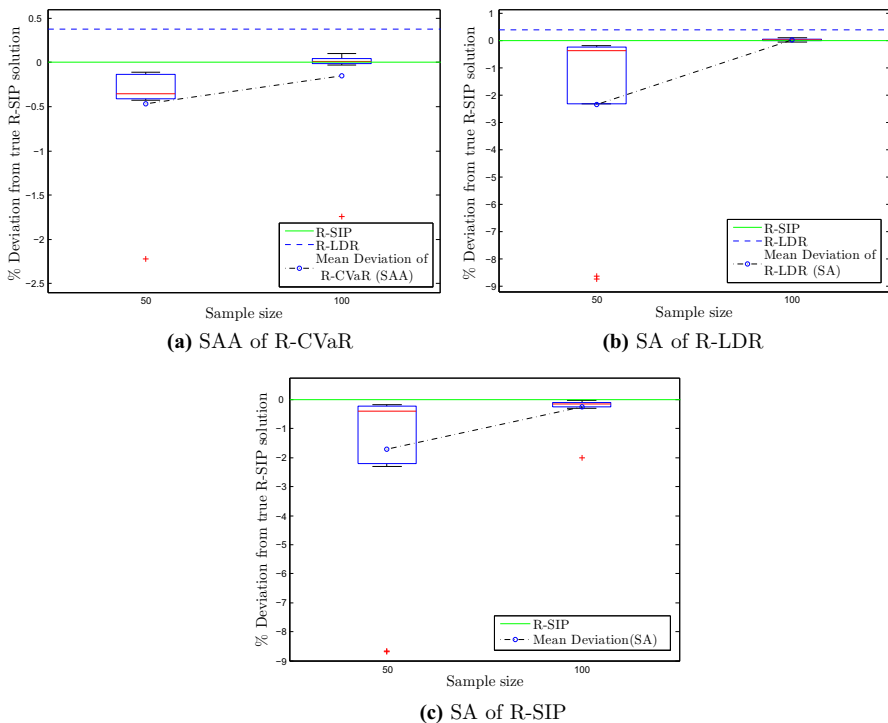 % Deviation from true R-SIP solution
0.5
0
−0.5
−1
−1.5
−2
−2.5
50
100
Sample size
R-SIP
R-LDR
Mean Deviation of
R-CVaR (SAA)
(a) SAA of R-CVaR
% Deviation from true R-SIP solution
1
0
−1
−2
−3
−4
−5
−6
−7
−8
−9
50
100
Sample size
R-SIP
R-LDR
Mean Deviation of
R-LDR (SA)
(b) SA of R-LDR
% Deviation from true R-SIP solution
0
−1
−2
−3
−4
−5
−6
−7
−8
−9
50
100
Sample size
R-SIP
Mean Deviation(SA)
(c) SA of R-SIP